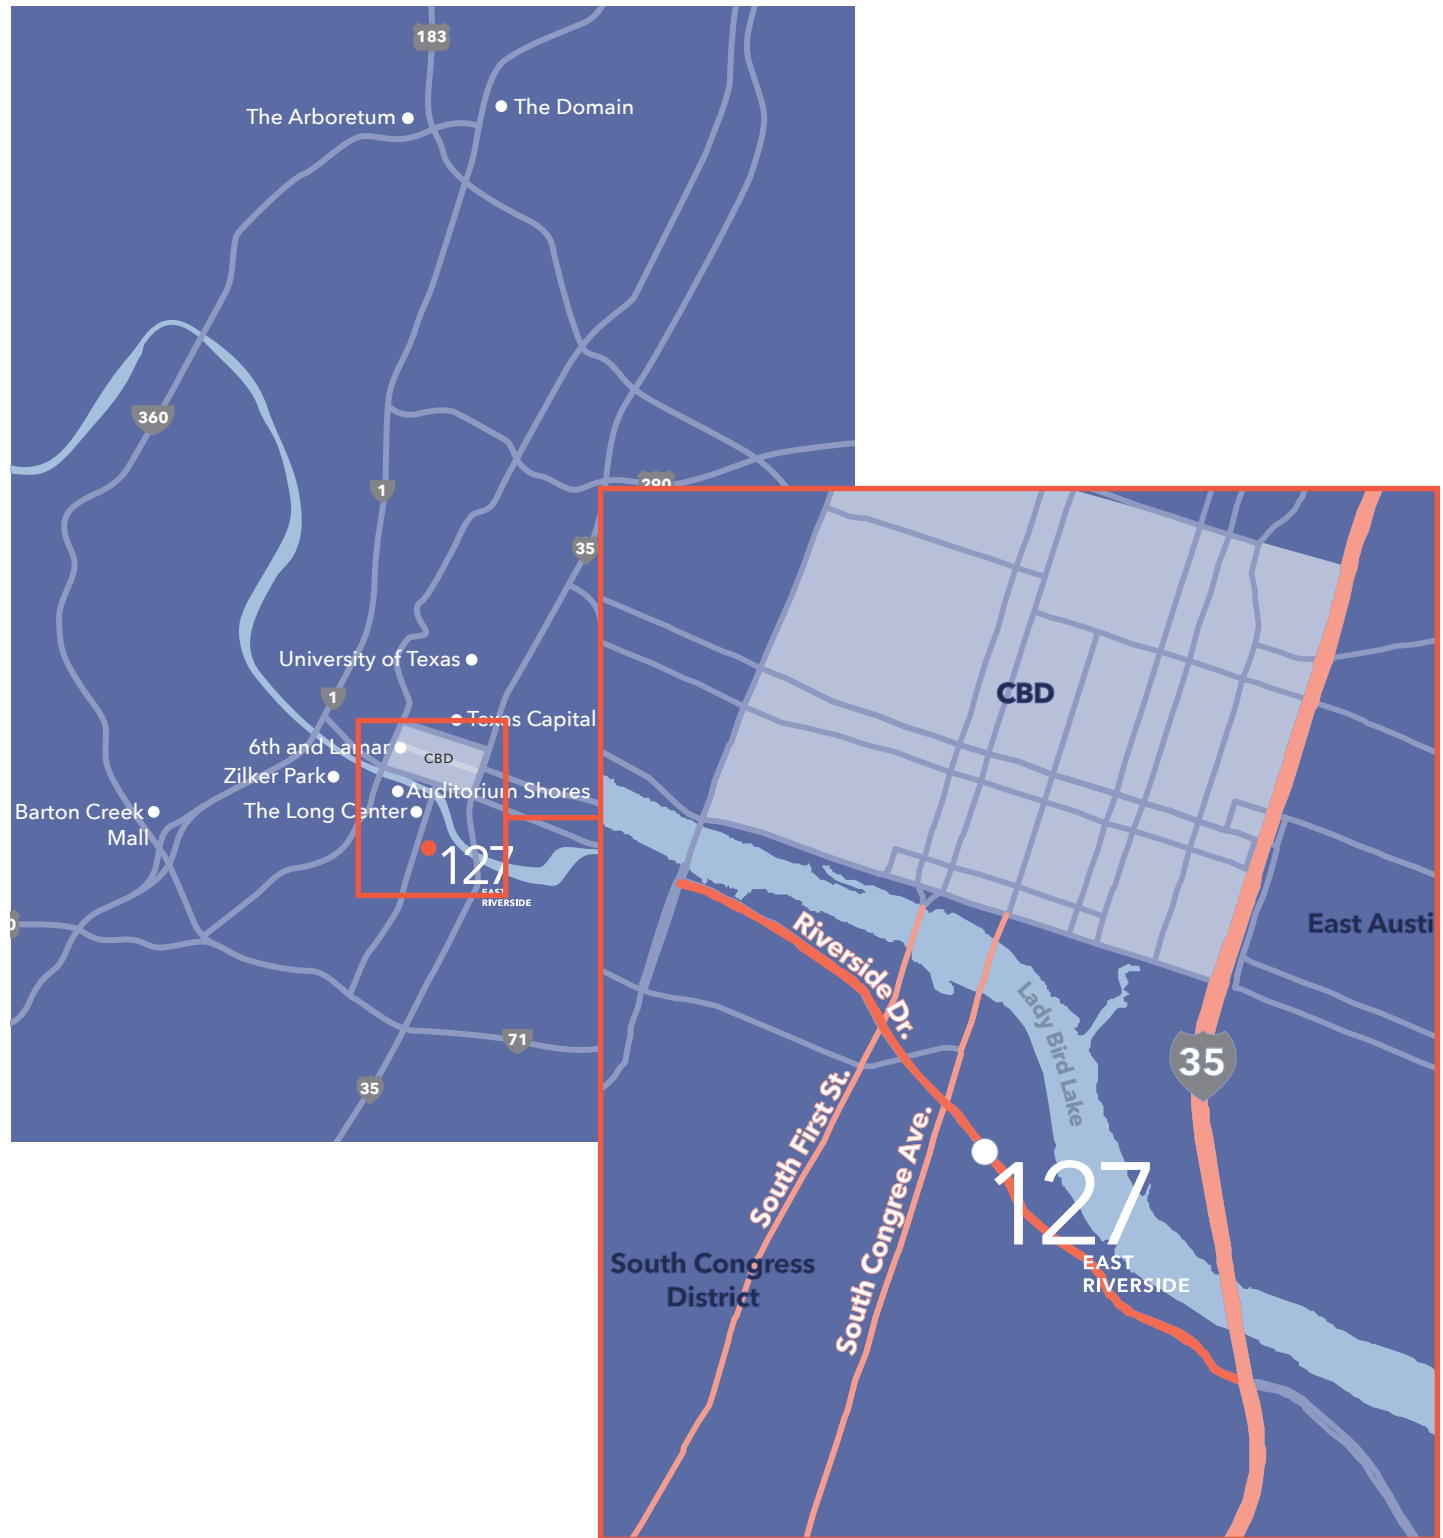 183
The Arboretum
The Domain
360
1
290
35
University of Texas
1
Texas Capital
6th and Lamar
CBD
Zilker Park
Auditorium Shores
Barton Creek
Mall
The Long Center
127
EAST
RIVERSIDE
0
71
35
CBD
East Austi
Riverside Dr.
Lady Bird Lake
35
South First St.
South Congree Ave.
127
EAST
RIVERSIDE
South Congress
District